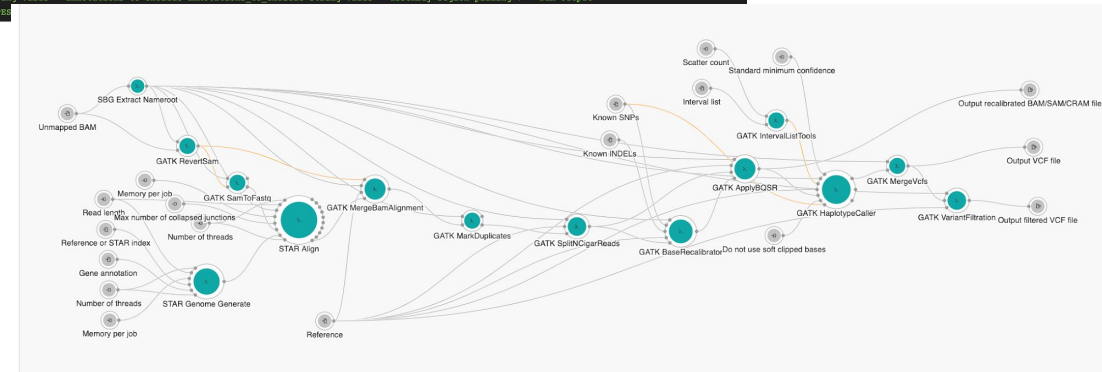 Scatter count
Standard minimum confidence
SBG Extract Nameroot
Interval list
Output recalibrated BAM/SAM/CRAM file
Known SNPs
Unmapped BAM
GATK IntervalListTools
GATK RevertSam
Known INDELs
Output VCF file
GATK ApplyBQSR
GATK MergeVcfs
Memory per job
GATK SamToFastq
Read length
Max number of collapsed junctions
GATK MergeBamAlignment
GATK HaplotypeCaller
GATK VariantFiltration
Output filtered VCF file
Number of threads
Reference or STAR index
STAR Align
GATK MarkDuplicates
GATK SplitNCigarReads
GATK BaseRecalibrator
Do not use soft clipped bases
Gene annotation
Number of threads
STAR Genome Generate
Memory per job
Reference